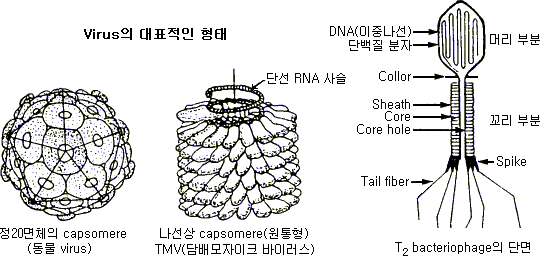 Virus의 대표적인 형태
단선 RNA 사슬
정20면체의 capsomere
(동물 virus)
나선상 capsomere(원통형)
TMV(담배모자이크 바이러스)
DNA(이중나선)
단백질 분자
머리 부분
Collor
Sheath
Core
Core hole
꼬리 부분
Spike
Tail fiber
T₂ bacteriophage의 단면